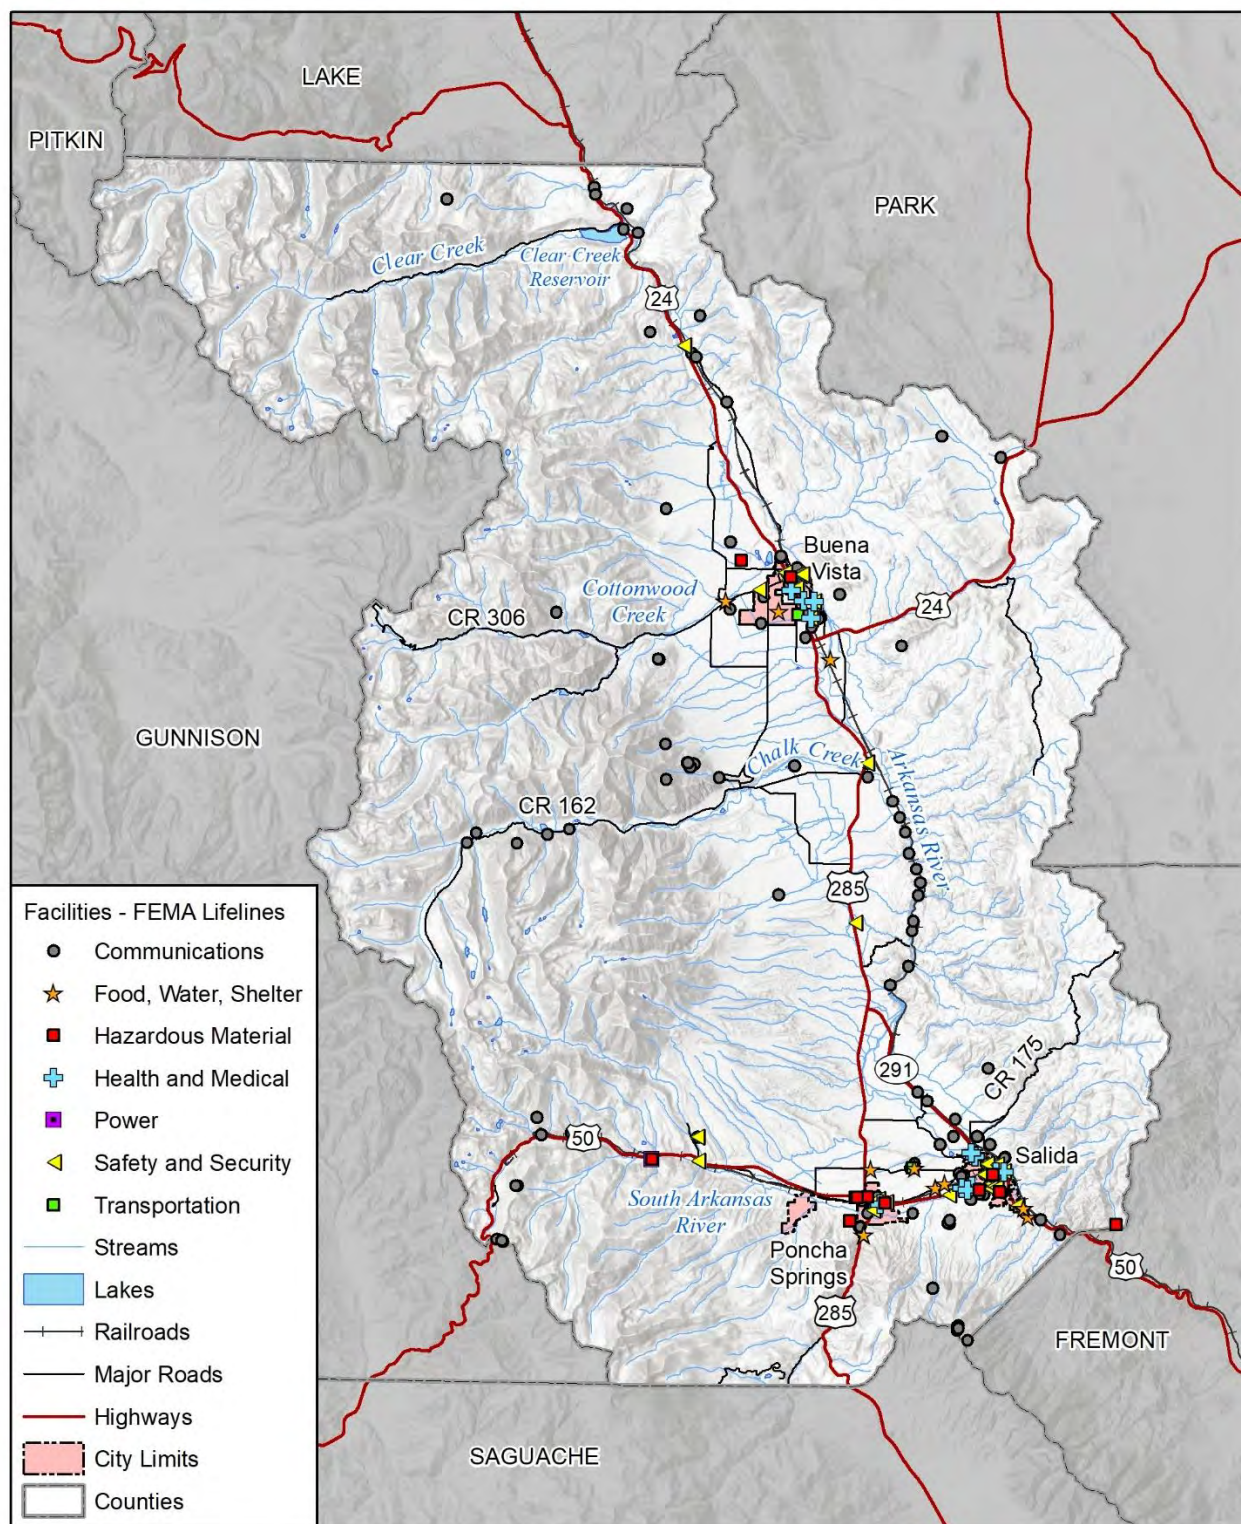 LAKE
PITKIN
PARK
Clear Creek
Clear Creek
Reservoir
24
Buena
Vista
Cottonwood
Creek
CR 306
24
GUNNISON
Chalk Creek
Arkansas River
CR 162
285
Facilities - FEMA Lifelines
Communications
Food, Water, Shelter
Hazardous Material
Health and Medical
Power
Safety and Security
Transportation
Streams
Lakes
Railroads
Major Roads
Highways
City Limits
Counties
291
CR 175
50
Salida
South Arkansas
River
Poncha
Springs
50
285
FREMONT
SAGUACHE